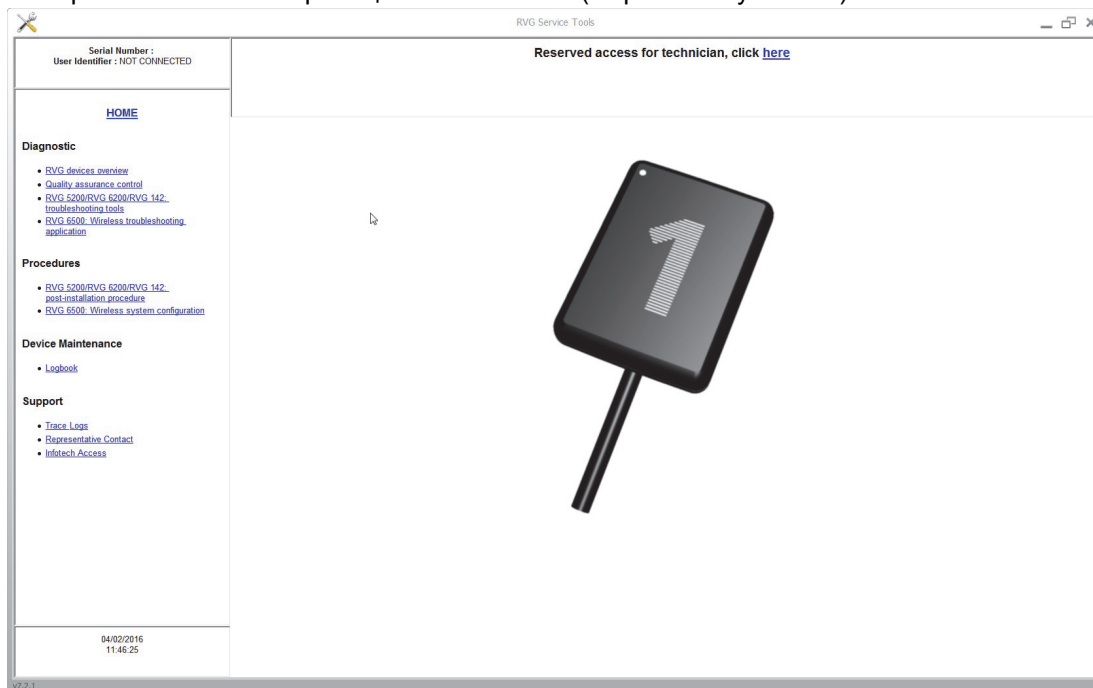 RVG Service Tools
Serial Number :
User Identifier : NOT CONNECTED
Reserved access for technician, click here
HOME
Diagnostic
RVG devices overview
Quality assurance control
RVG 5200/RVG 6200/RVG 142:
troubleshooting tools
RVG 6500: Wireless troubleshooting
application
Procedures
RVG 5200/RVG 6200/RVG 142:
post-installation procedure
RVG 6500: Wireless system configuration
Device Maintenance
Logbook
Support
Trace Logs
Representative Contact
Infotech Access
1
04/02/2016
11:46:25
v7.2.1